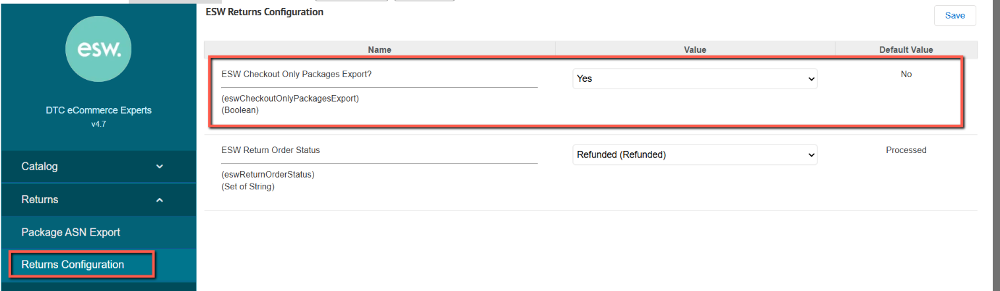 esw.
DTC eCommerce Experts
v4.7
Catalog
Returns
Package ASN Export
Returns Configuration
ESW Returns Configuration
Save
Name Value Default Value
ESW Checkout Only Packages Export? Yes No
(eswCheckoutOnlyPackagesExport)
(Boolean)
ESW Return Order Status Refunded (Refunded) Processed
(eswReturnOrderStatus)
(Set of String)